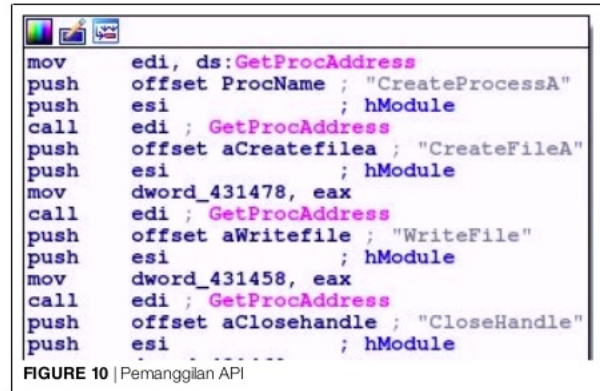 mov edi, ds:GetProcAddress
push offset ProcName ; "CreateProcessA"
push esi ; hModule
call edi ; GetProcAddress
push offset aCreatefilea ; "CreateFileA"
push esi ; hModule
mov dword_431478, eax
call edi ; GetProcAddress
push offset aWritefile ; "WriteFile"
push esi ; hModule
mov dword_431458, eax
call edi ; GetProcAddress
push offset aClosehandle ; "CloseHandle"
push esi ; hModule
FIGURE 10 | Pemanggilan API